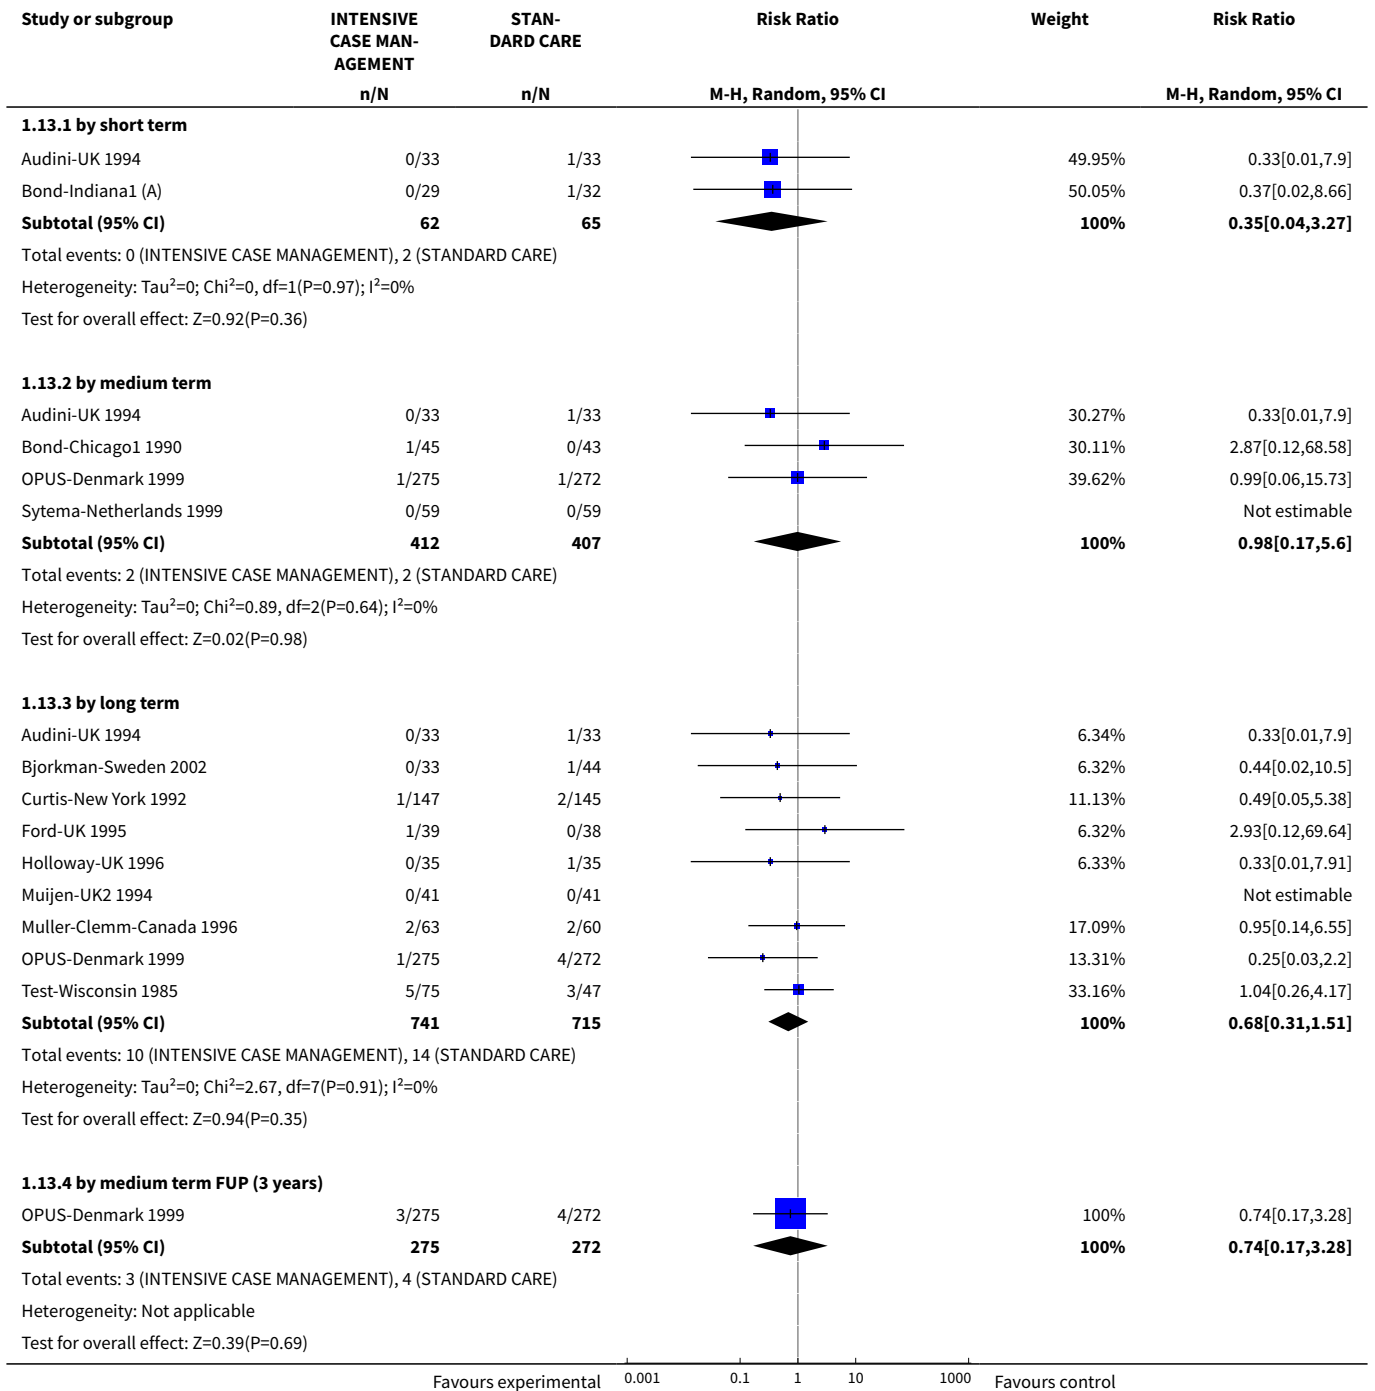 Study or subgroup INTENSIVE CASE MAN-AGEMENT STAN-DARD CARE Risk Ratio Weight Risk Ratio
n/N n/N M-H, Random, 95% CI M-H, Random, 95% CI
1.13.1 by short term
Audini-UK 1994 0/33 1/33 49.95% 0.33[0.01,7.9]
Bond-Indiana1 (A) 0/29 1/32 50.05% 0.37[0.02,8.66]
Subtotal (95% CI) 62 65 100% 0.35[0.04,3.27]
Total events: 0 (INTENSIVE CASE MANAGEMENT), 2 (STANDARD CARE)
Heterogeneity: Tau²=0; Chi²=0, df=1(P=0.97); I²=0%
Test for overall effect: Z=0.92(P=0.36)
1.13.2 by medium term
Audini-UK 1994 0/33 1/33 30.27% 0.33[0.01,7.9]
Bond-Chicago1 1990 1/45 0/43 30.11% 2.87[0.12,68.58]
OPUS-Denmark 1999 1/275 1/272 39.62% 0.99[0.06,15.73]
Sytema-Netherlands 1999 0/59 0/59 Not estimable
Subtotal (95% CI) 412 407 100% 0.98[0.17,5.6]
Total events: 2 (INTENSIVE CASE MANAGEMENT), 2 (STANDARD CARE)
Heterogeneity: Tau²=0; Chi²=0.89, df=2(P=0.64); I²=0%
Test for overall effect: Z=0.02(P=0.98)
1.13.3 by long term
Audini-UK 1994 0/33 1/33 6.34% 0.33[0.01,7.9]
Bjorkman-Sweden 2002 0/33 1/44 6.32% 0.44[0.02,10.5]
Curtis-New York 1992 1/147 2/145 11.13% 0.49[0.05,5.38]
Ford-UK 1995 1/39 0/38 6.32% 2.93[0.12,69.64]
Holloway-UK 1996 0/35 1/35 6.33% 0.33[0.01,7.91]
Muijen-UK2 1994 0/41 0/41 Not estimable
Muller-Clemm-Canada 1996 2/63 2/60 17.09% 0.95[0.14,6.55]
OPUS-Denmark 1999 1/275 4/272 13.31% 0.25[0.03,2.2]
Test-Wisconsin 1985 5/75 3/47 33.16% 1.04[0.26,4.17]
Subtotal (95% CI) 741 715 100% 0.68[0.31,1.51]
Total events: 10 (INTENSIVE CASE MANAGEMENT), 14 (STANDARD CARE)
Heterogeneity: Tau²=0; Chi²=2.67, df=7(P=0.91); I²=0%
Test for overall effect: Z=0.94(P=0.35)
1.13.4 by medium term FUP (3 years)
OPUS-Denmark 1999 3/275 4/272 100% 0.74[0.17,3.28]
Subtotal (95% CI) 275 272 100% 0.74[0.17,3.28]
Total events: 3 (INTENSIVE CASE MANAGEMENT), 4 (STANDARD CARE)
Heterogeneity: Not applicable
Test for overall effect: Z=0.39(P=0.69)
Favours experimental 0.001 0.1 1 10 1000 Favours control